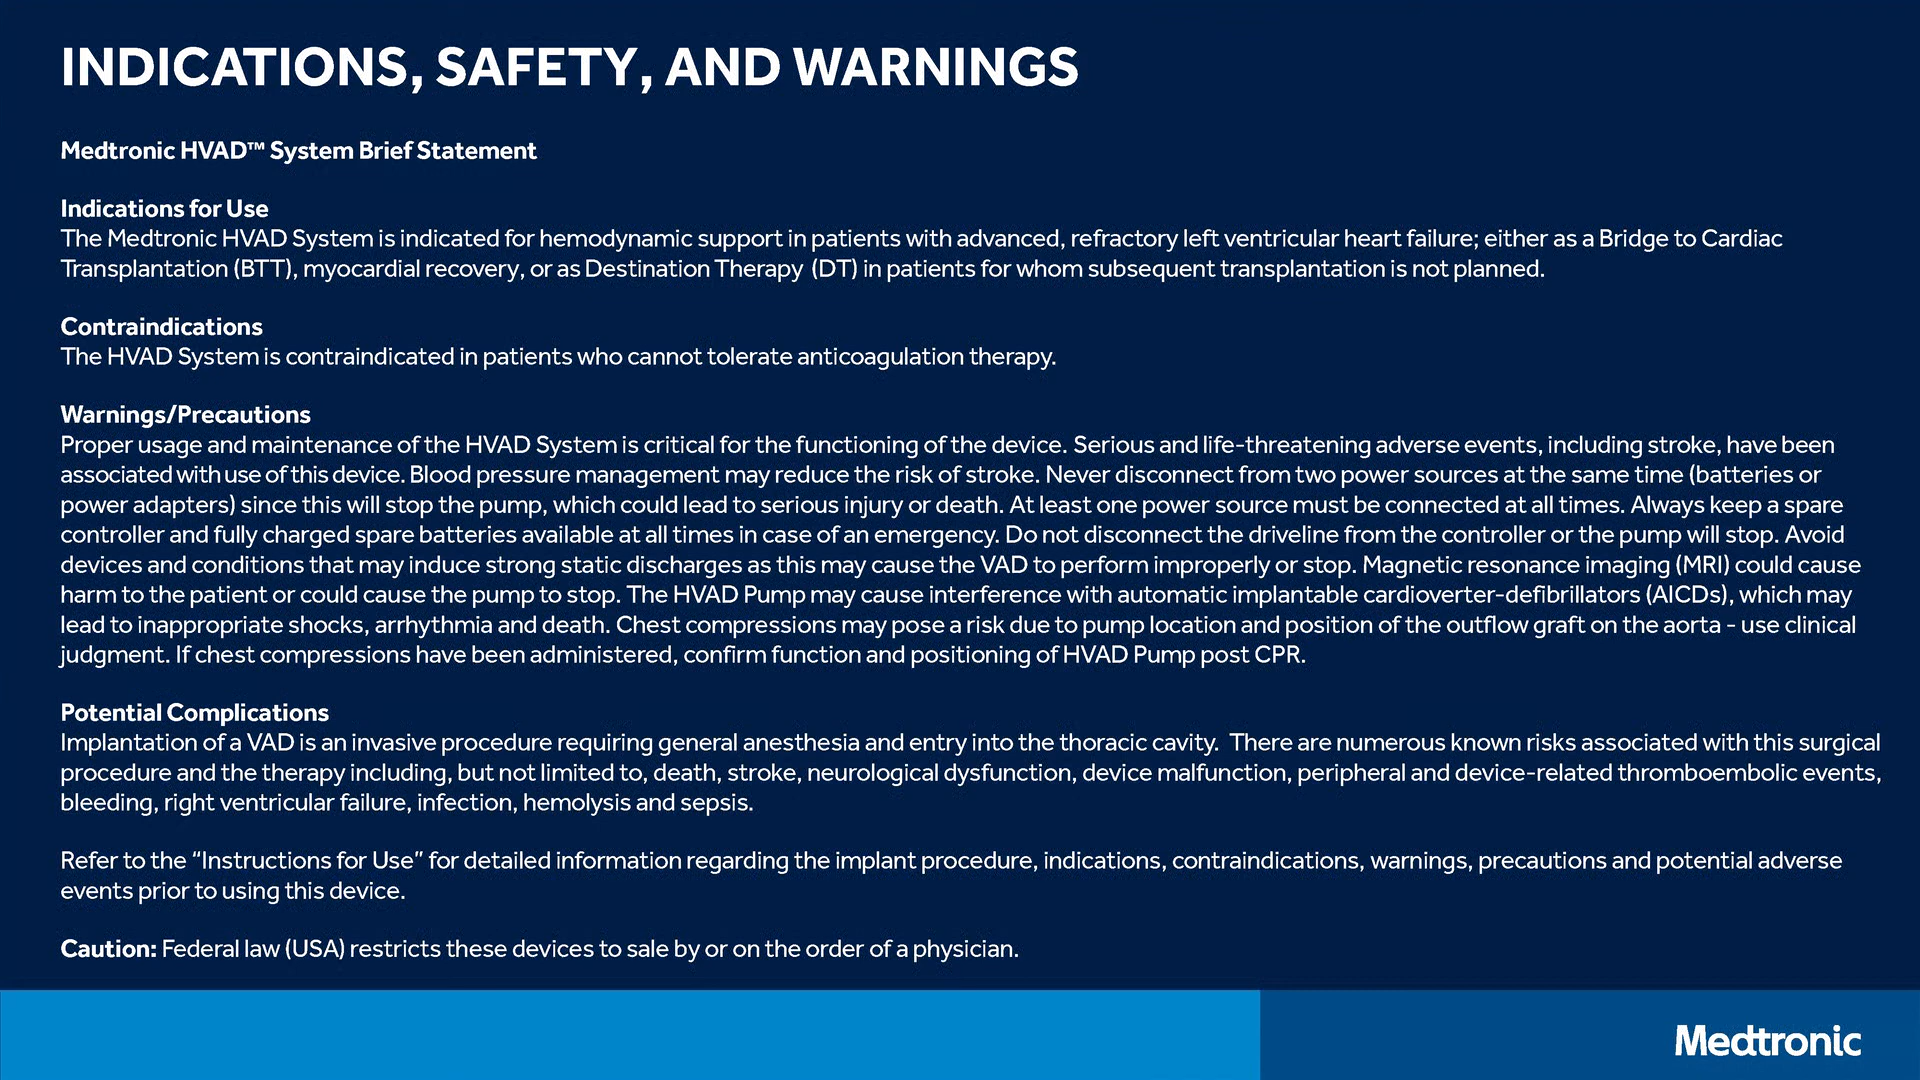 INDICATIONS, SAFETY, AND WARNINGS
Medtronic HVAD™ System Brief Statement
Indications for Use
The Medtronic HVAD System is indicated for hemodynamic support in patients with advanced, refractory left ventricular heart failure; either as a Bridge to Cardiac
Transplantation (BTT), myocardial recovery, or as Destination Therapy (DT) in patients for whom subsequent transplantation is not planned.
Contraindications
The HVAD System is contraindicated in patients who cannot tolerate anticoagulation therapy.
Warnings/Precautions
Proper usage and maintenance of the HVAD System is critical for the functioning of the device. Serious and life-threatening adverse events, including stroke, have been
associated with use of this device. Blood pressure management may reduce the risk of stroke. Never disconnect from two power sources at the same time (batteries or
power adapters) since this will stop the pump, which could lead to serious injury or death. At least one power source must be connected at all times. Always keep a spare
controller and fully charged spare batteries available at all times in case of an emergency. Do not disconnect the driveline from the controller or the pump will stop. Avoid
devices and conditions that may induce strong static discharges as this may cause the VAD to perform improperly or stop. Magnetic resonance imaging (MRI) could cause
harm to the patient or could cause the pump to stop. The HVAD Pump may cause interference with automatic implantable cardioverter-defibrillators (AICDs), which may
lead to inappropriate shocks, arrhythmia and death. Chest compressions may pose a risk due to pump location and position of the outflow graft on the aorta - use clinical
judgment. If chest compressions have been administered, confirm function and positioning of HVAD Pump post CPR.
Potential Complications
Implantation of a VAD is an invasive procedure requiring general anesthesia and entry into the thoracic cavity. There are numerous known risks associated with this surgical
procedure and the therapy including, but not limited to, death, stroke, neurological dysfunction, device malfunction, peripheral and device-related thromboembolic events,
bleeding, right ventricular failure, infection, hemolysis and sepsis.
Refer to the “Instructions for Use” for detailed information regarding the implant procedure, indications, contraindications, warnings, precautions and potential adverse
events prior to using this device.
Caution: Federal law (USA) restricts these devices to sale by or on the order of a physician.
Medtronic